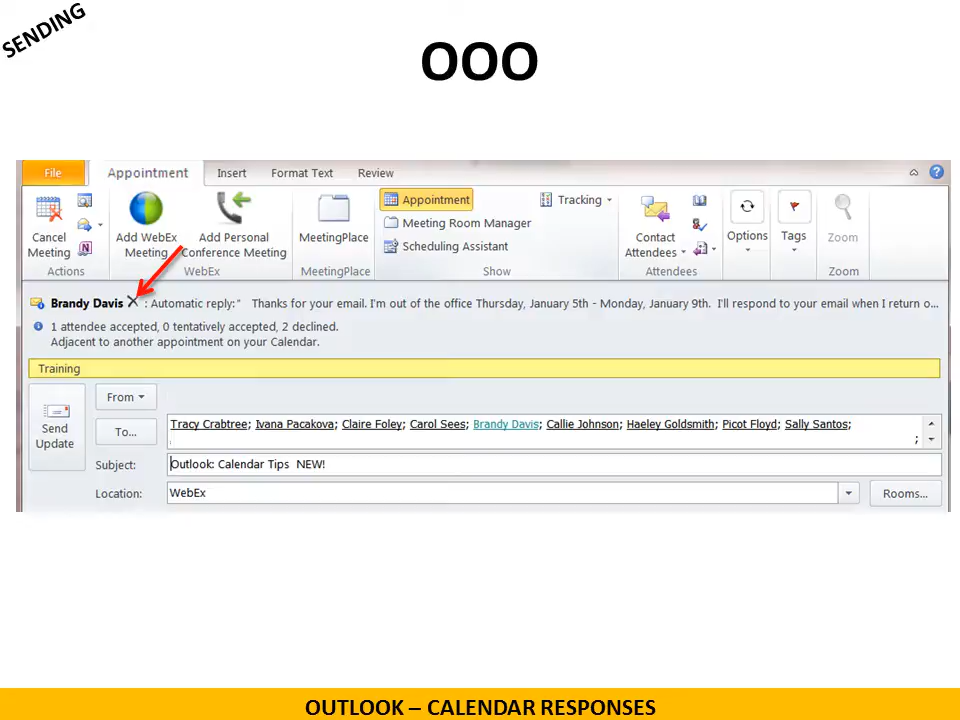 SENDING
OOO
File Appointment Insert Format Text Review
Cancel Meeting
Add WebEx Meeting
Add Personal Conference Meeting
MeetingPlace
Appointment
Meeting Room Manager
Scheduling Assistant
Tracking
Contact Attendees
Options
Tags
Zoom
Actions WebEx MeetingPlace Show Attendees Zoom
Brandy Davis : Automatic reply:" Thanks for your email. I'm out of the office Thursday, January 5th - Monday, January 9th. I'll respond to your email when I return o...
1 attendee accepted, 0 tentatively accepted, 2 declined.
Adjacent to another appointment on your Calendar.
Training
Send Update
From
To... Tracy Crabtree; Ivana Pacakova; Claire Foley; Carol Sees; Brandy Davis; Callie Johnson; Haeley Goldsmith; Picot Floyd; Sally Santos;
;
Subject: Outlook: Calendar Tips NEW!
Location: WebEx Rooms...
OUTLOOK – CALENDAR RESPONSES